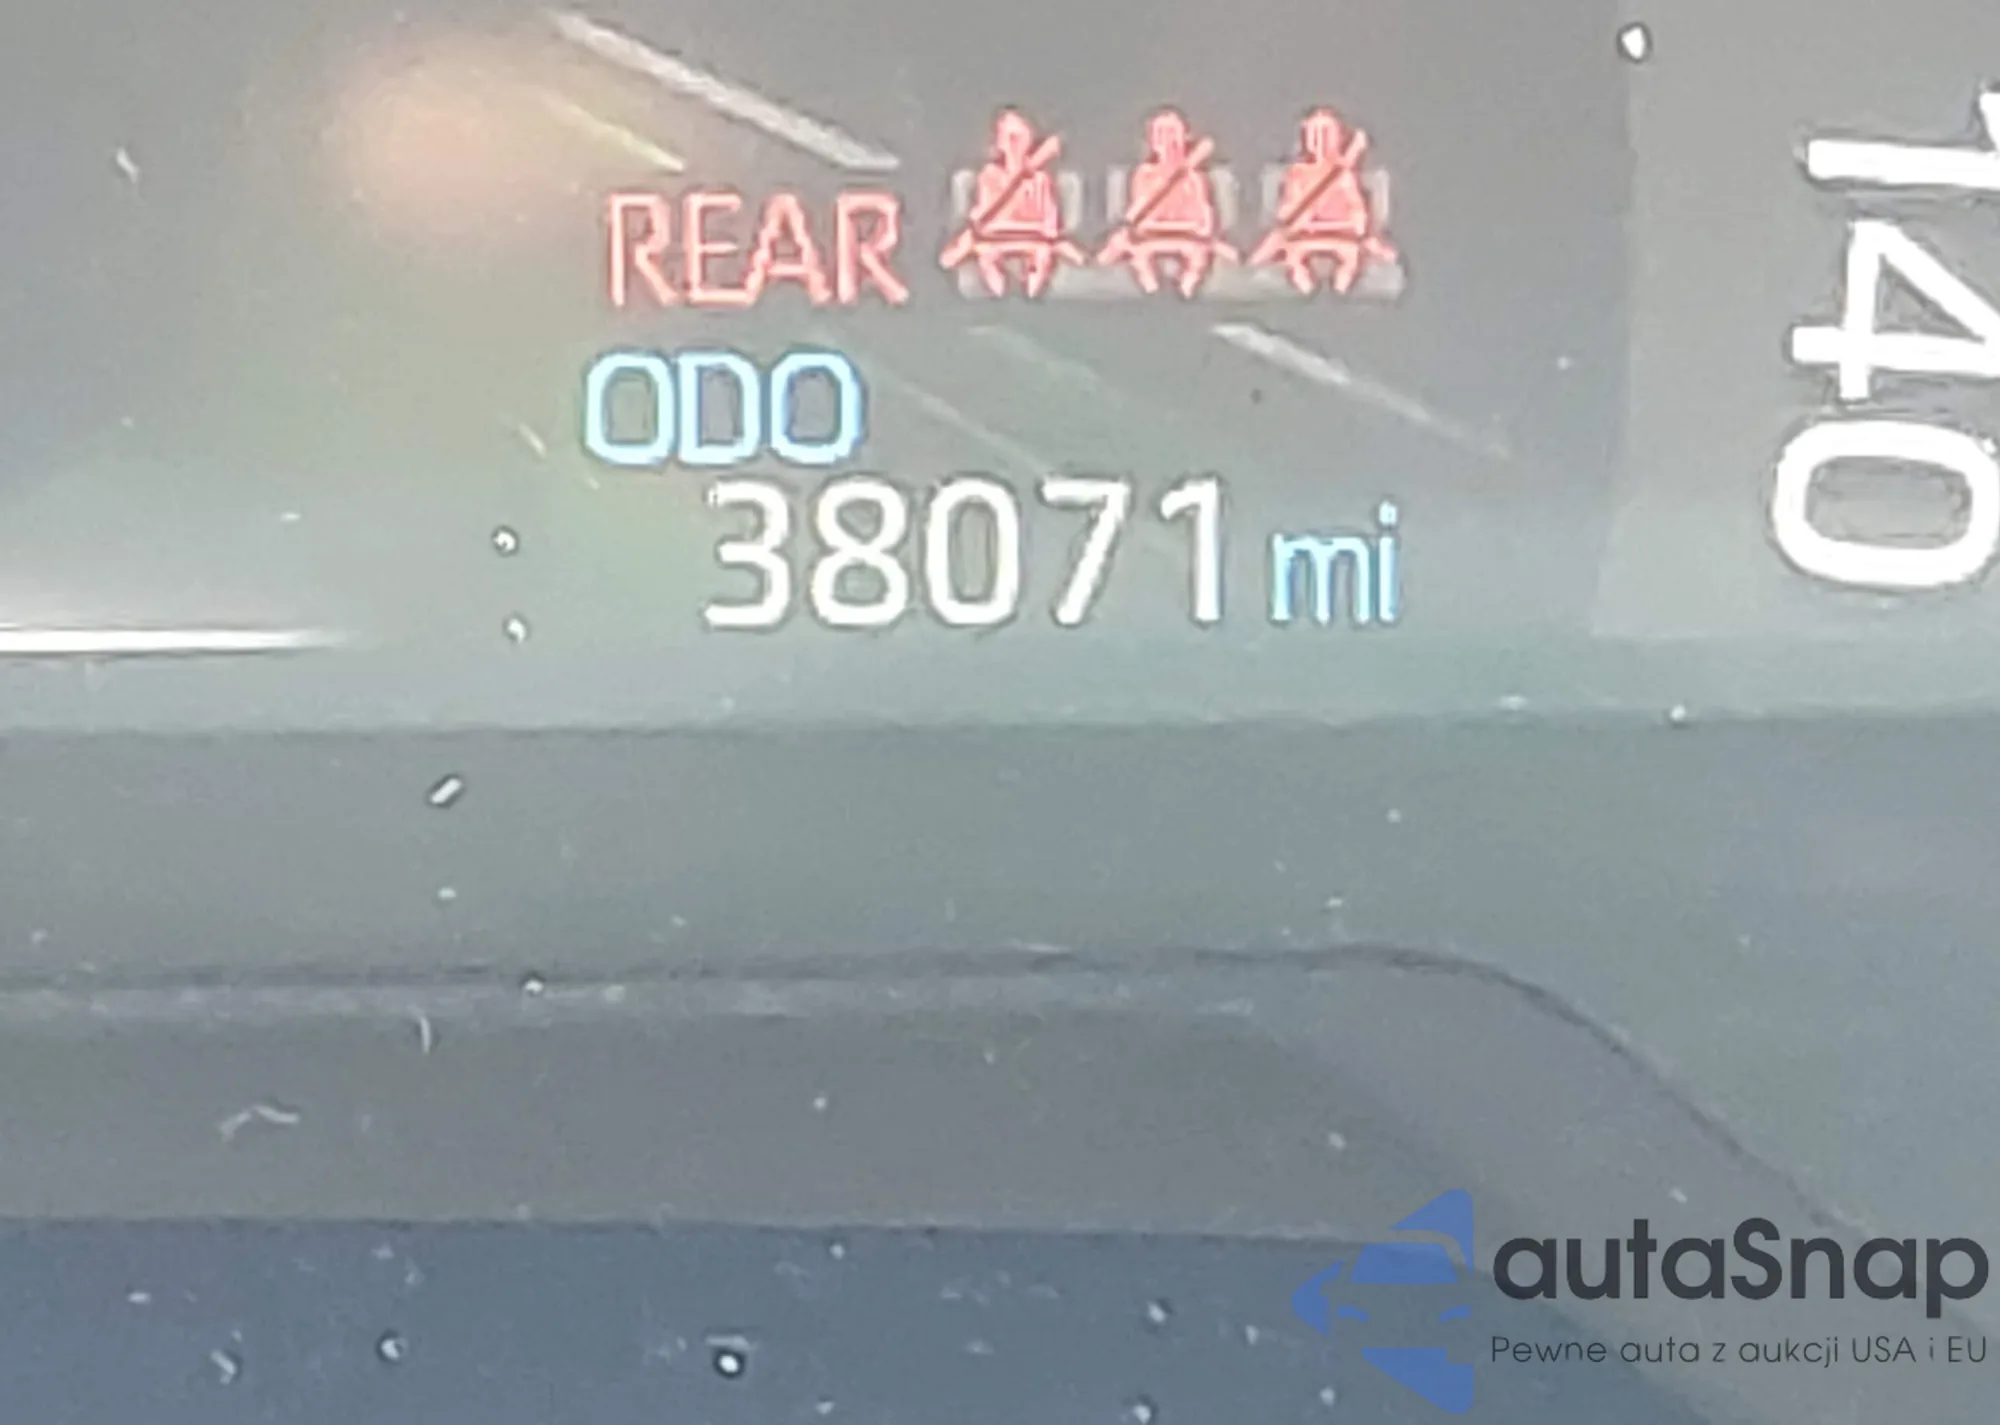 REAR
ODO
38071 mi
140
autaSnap
Pewne auta z aukcji USA i EU